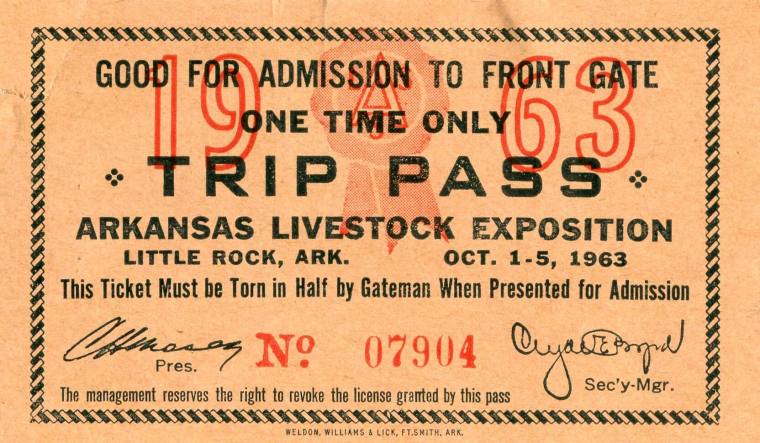 1963
GOOD FOR ADMISSION TO FRONT GATE
ONE TIME ONLY
TRIP PASS
ARKANSAS LIVESTOCK EXPOSITION
LITTLE ROCK, ARK. OCT. 1-5, 1963
This Ticket Must be Torn in Half by Gateman When Presented for Admission
Nº 07904
Clyde E Byrd
Pres. Sec'y-Mgr.
The management reserves the right to revoke the license granted by this pass
WELDON, WILLIAMS & LICK, FT.SMITH, ARK.